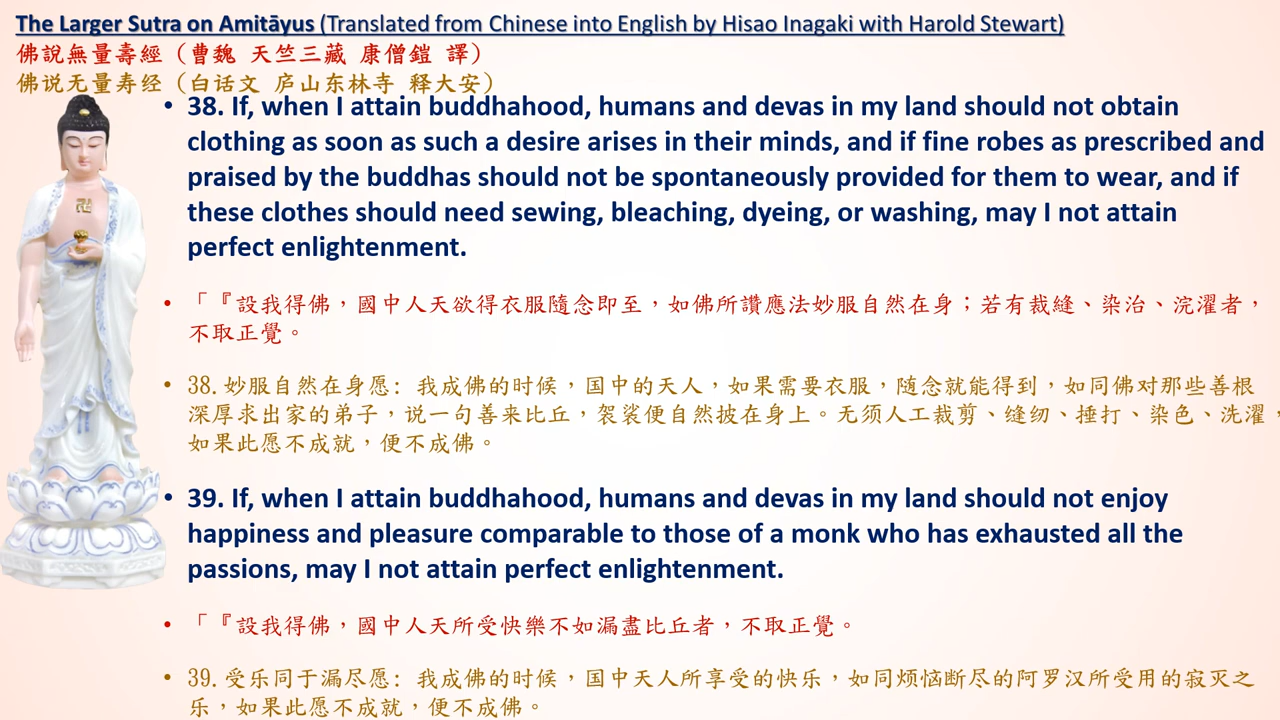 The Larger Sutra on Amitāyus (Translated from Chinese into English by Hisao Inagaki with Harold Stewart)
佛說無量壽經（曹魏 天竺三藏 康僧鎧 譯）
佛说无量寿经（白话文 庐山东林寺 释大安）
• 38. If, when I attain buddhahood, humans and devas in my land should not obtain
clothing as soon as such a desire arises in their minds, and if fine robes as prescribed and
praised by the buddhas should not be spontaneously provided for them to wear, and if
these clothes should need sewing, bleaching, dyeing, or washing, may I not attain
perfect enlightenment.
• 「『設我得佛，國中人天欲得衣服隨念即至，如佛所讚應法妙服自然在身；若有裁縫、染治、浣濯者，
不取正覺。
• 38.妙服自然在身愿: 我成佛的时候，国中的天人，如果需要衣服，随念就能得到，如同佛对那些善根
深厚求出家的弟子，说一句善来比丘，袈裟便自然披在身上。无须人工裁剪、缝纫、捶打、染色、洗濯，
如果此愿不成就，便不成佛。
• 39. If, when I attain buddhahood, humans and devas in my land should not enjoy
happiness and pleasure comparable to those of a monk who has exhausted all the
passions, may I not attain perfect enlightenment.
• 「『設我得佛，國中人天所受快樂不如漏盡比丘者，不取正覺。
• 39.受乐同于漏尽愿: 我成佛的时候，国中天人所享受的快乐，如同烦恼断尽的阿罗汉所受用的寂灭之
乐，如果此愿不成就，便不成佛。